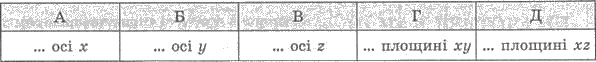 А Б В Г Д
... осі x ... осі y ... осі z ... площині xy ... площині xz